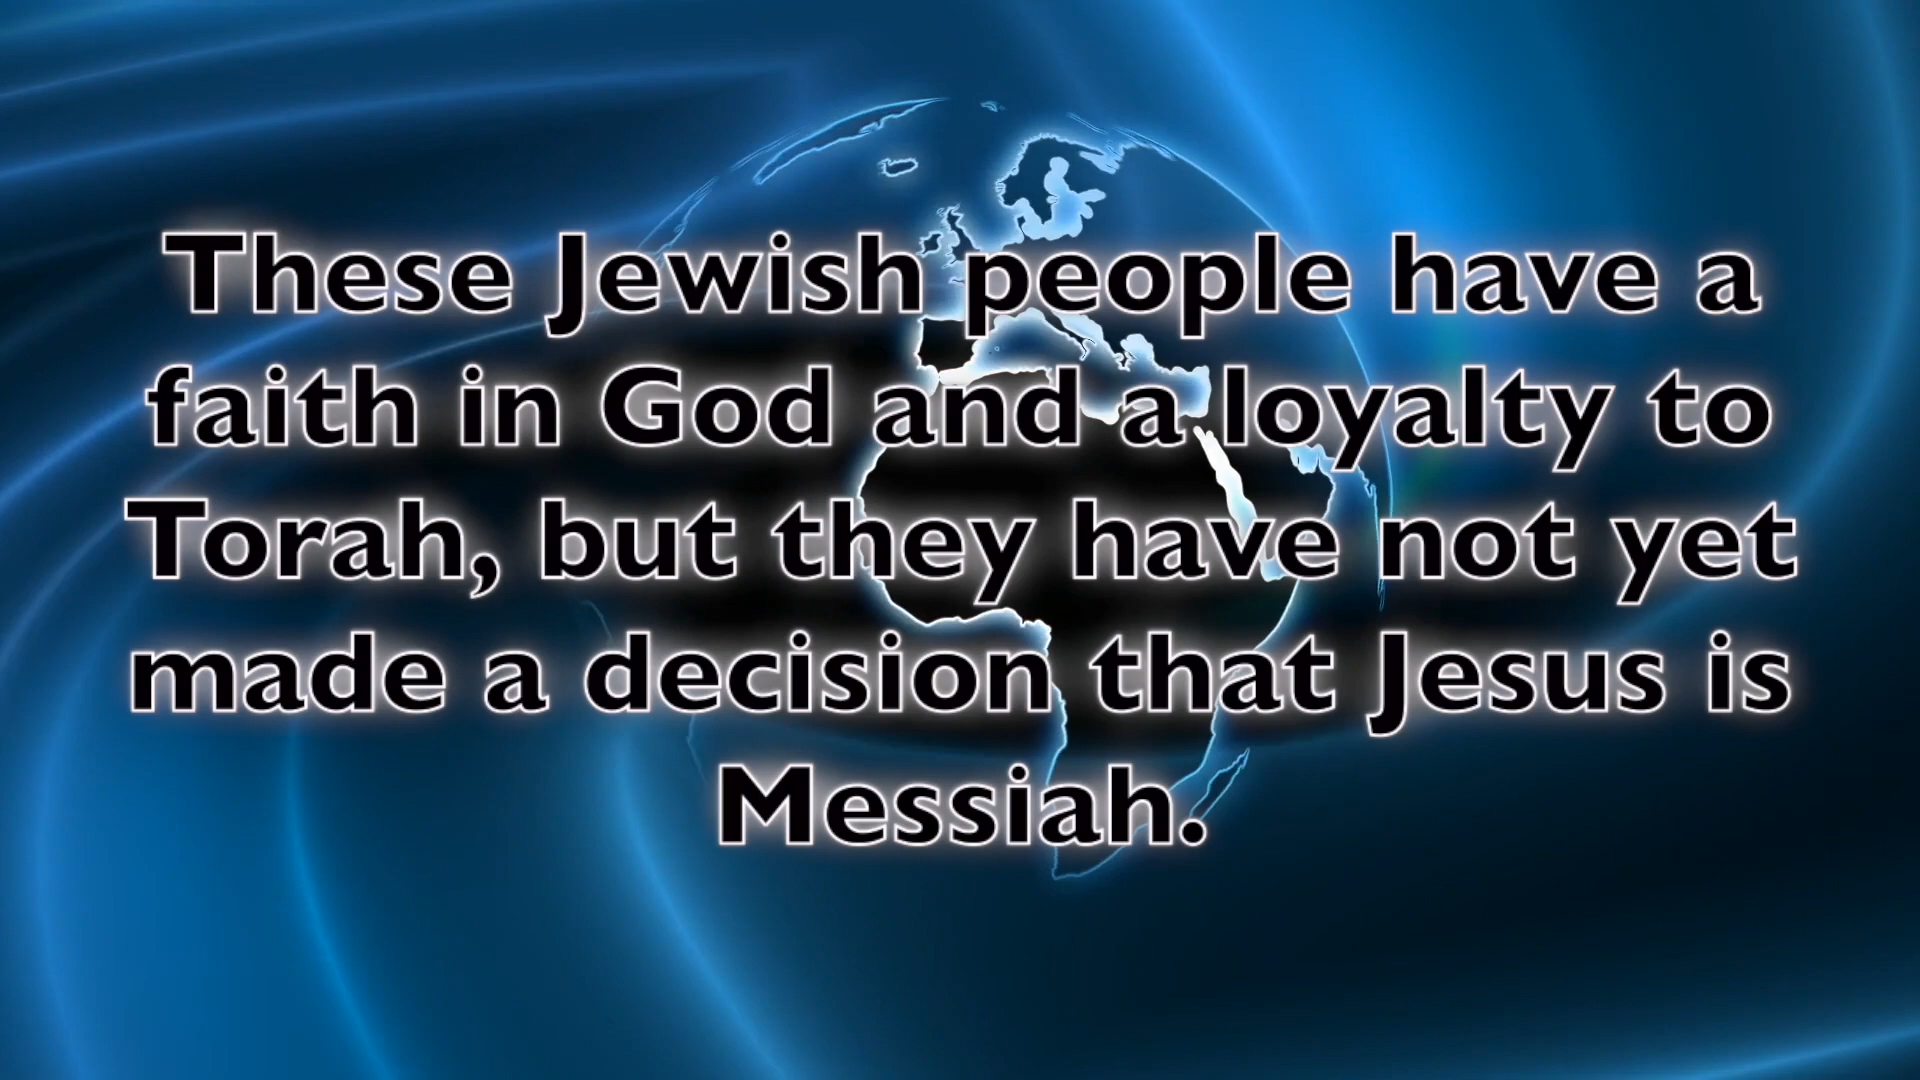 These Jewish people have a
faith in God and a loyalty to
Torah, but they have not yet
made a decision that Jesus is
Messiah.